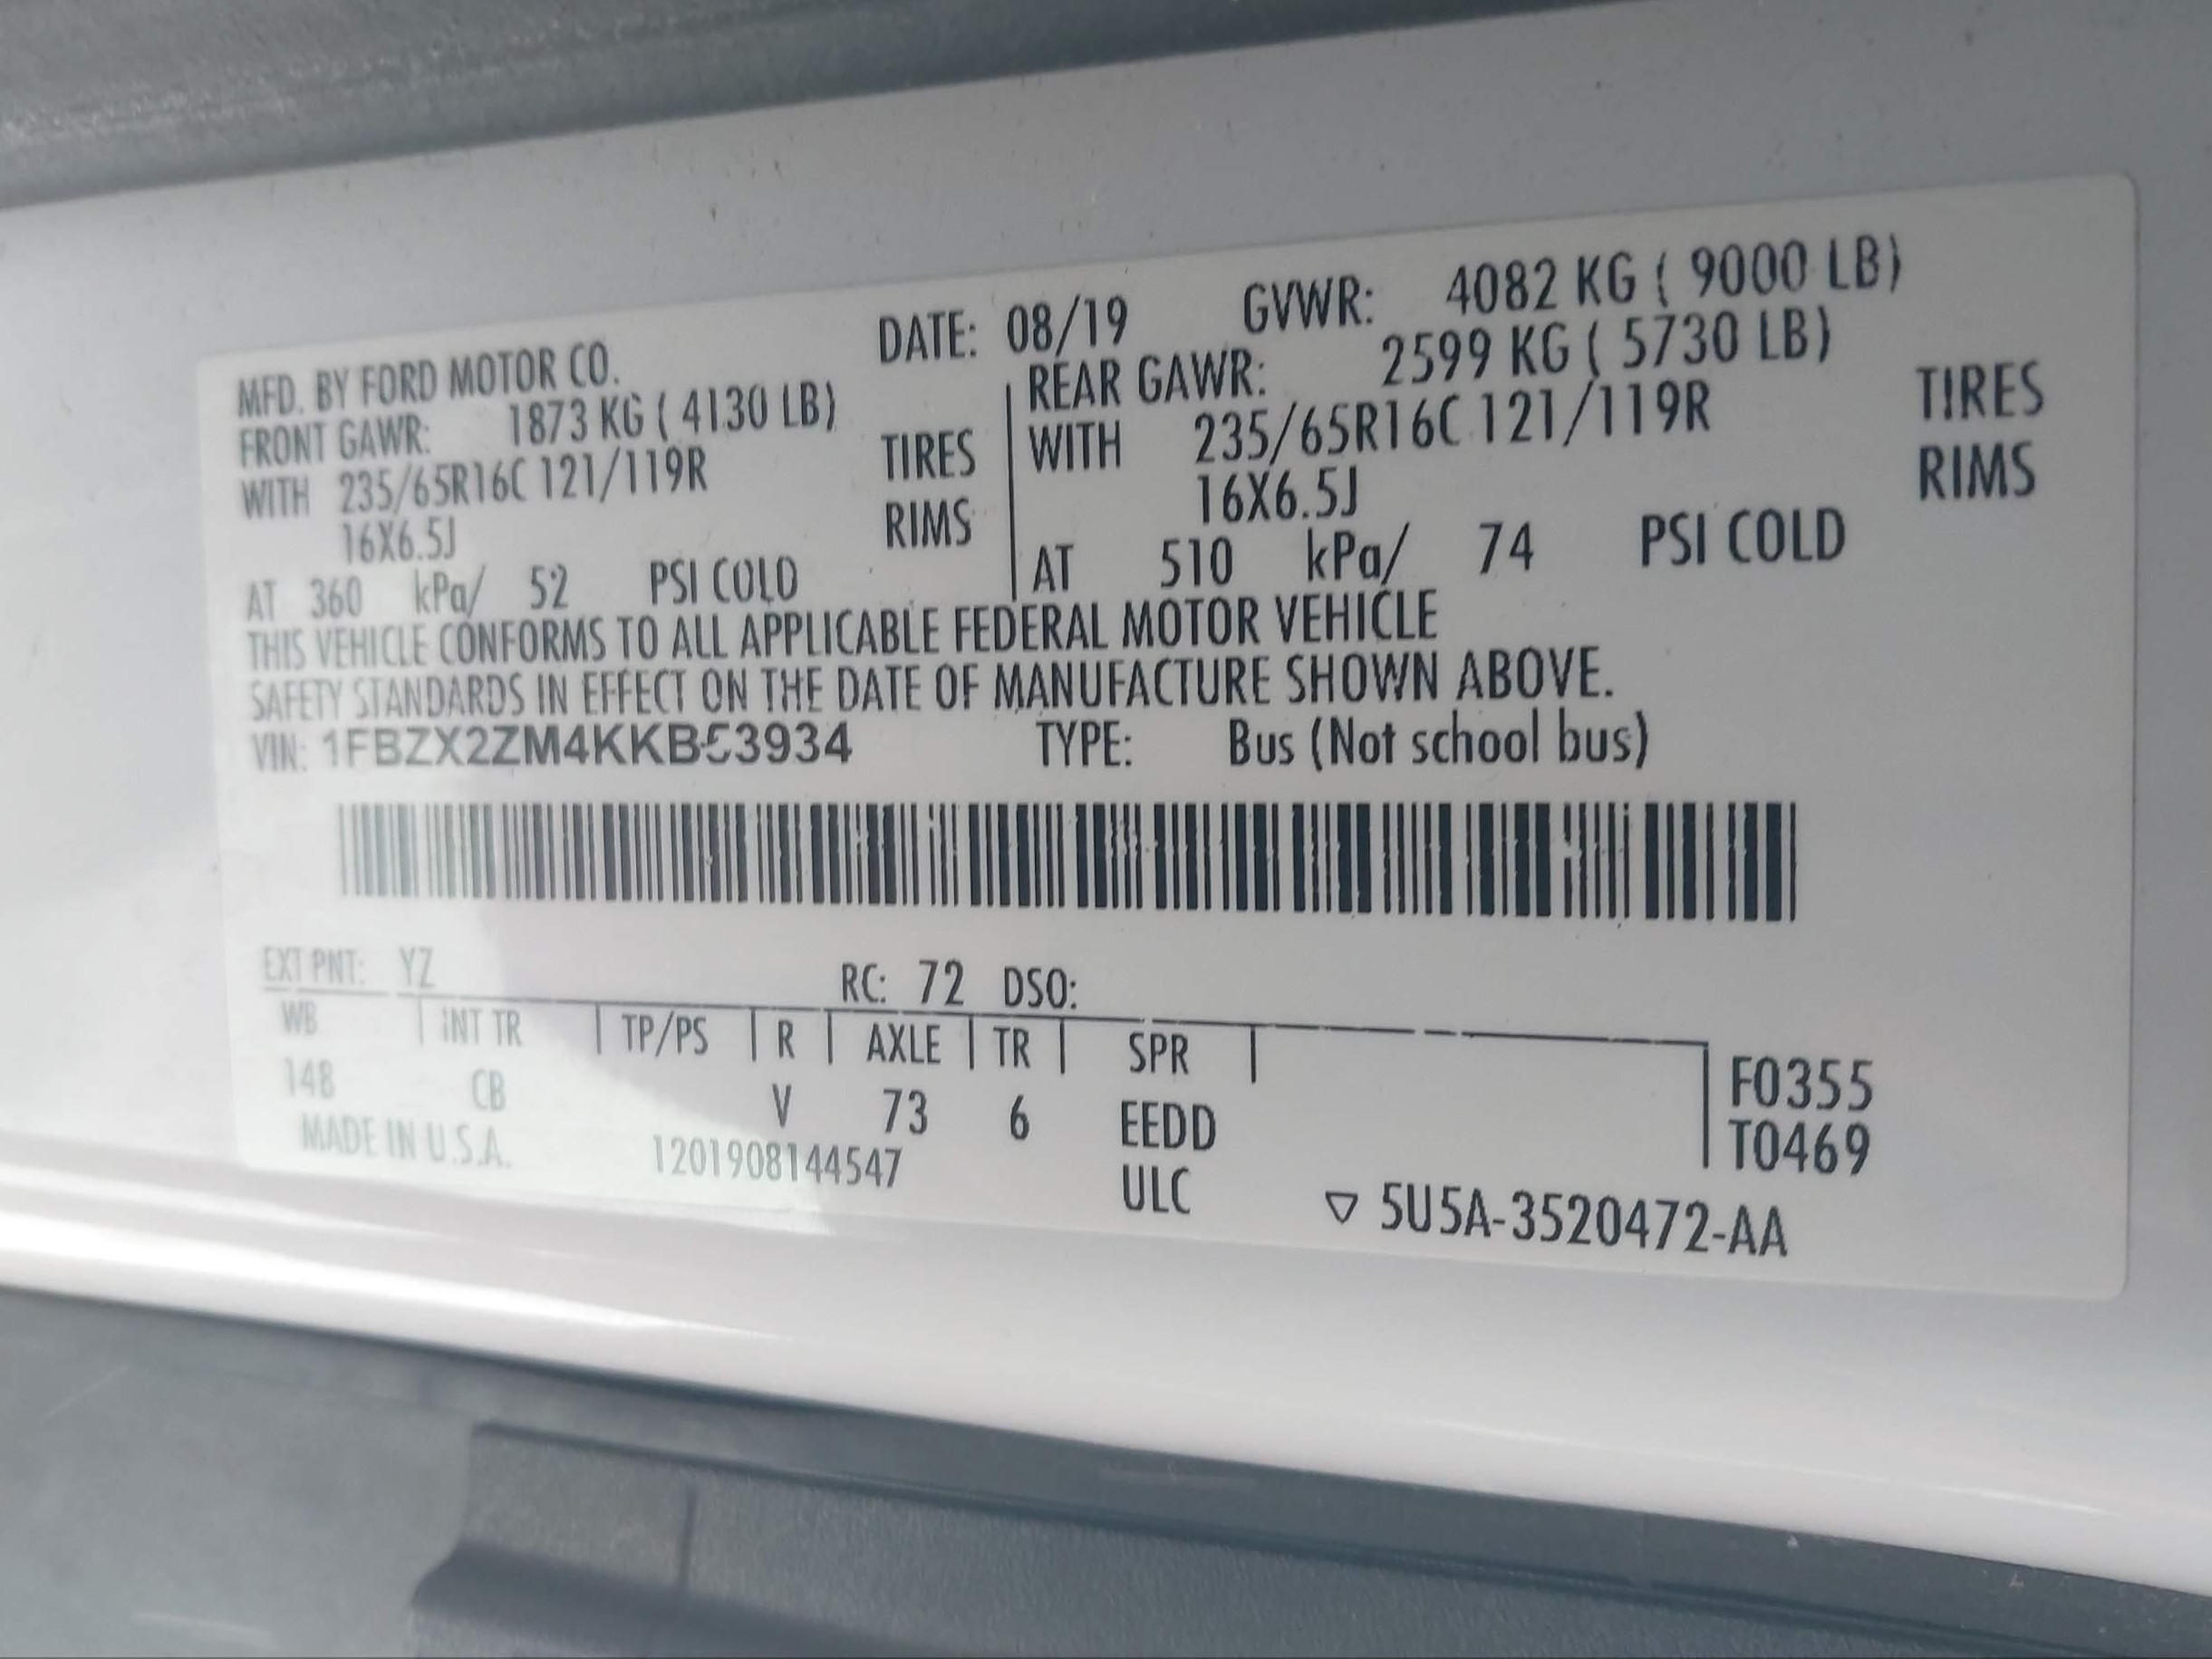 MFD. BY FORD MOTOR CO. DATE: 08/19 GVWR: 4082 KG ( 9000 LB)
FRONT GAWR: 1873 KG ( 4130 LB) REAR GAWR: 2599 KG ( 5730 LB)
WITH 235/65R16C 121/119R TIRES WITH 235/65R16C 121/119R TIRES
16X6.5J RIMS 16X6.5J RIMS
AT 360 kPa/ 52 PSI COLD AT 510 kPa/ 74 PSI COLD
THIS VEHICLE CONFORMS TO ALL APPLICABLE FEDERAL MOTOR VEHICLE
SAFETY STANDARDS IN EFFECT ON THE DATE OF MANUFACTURE SHOWN ABOVE.
VIN: 1FBZX2ZM4KKB53934 TYPE: Bus (Not school bus)
EXT PNT: YZ RC: 72 DSO:
WB INT TR TP/PS R AXLE TR SPR
148 CB V 73 6 EEDD F0355
MADE IN U.S.A. 1201908144547 ULC T0469
▽ 5U5A-3520472-AA